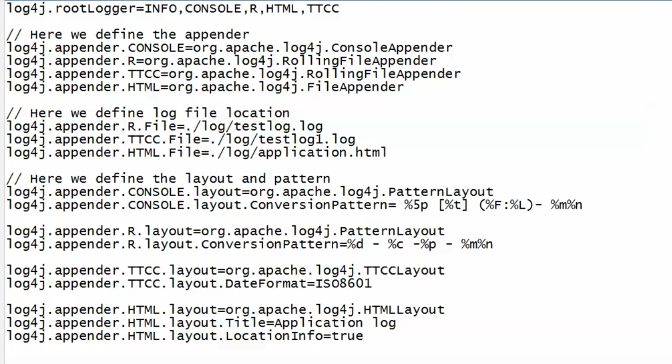 log4j.rootLogger=INFO,CONSOLE,R,HTML,TTCC
// Here we define the appender
log4j.appender.CONSOLE=org.apache.log4j.ConsoleAppender
log4j.appender.R=org.apache.log4j.RollingFileAppender
log4j.appender.TTCC=org.apache.log4j.RollingFileAppender
log4j.appender.HTML=org.apache.log4j.FileAppender
// Here we define log file location
log4j.appender.R.File=./log/testlog.log
log4j.appender.TTCC.File=./log/testlog1.log
log4j.appender.HTML.File=./log/application.html
// Here we define the layout and pattern
log4j.appender.CONSOLE.layout=org.apache.log4j.PatternLayout
log4j.appender.CONSOLE.layout.ConversionPattern= %5p [%t] (%F:%L)- %m%n
log4j.appender.R.layout=org.apache.log4j.PatternLayout
log4j.appender.R.layout.ConversionPattern=%d - %c -%p - %m%n
log4j.appender.TTCC.layout=org.apache.log4j.TTCCLayout
log4j.appender.TTCC.layout.DateFormat=ISO8601
log4j.appender.HTML.layout=org.apache.log4j.HTMLLayout
log4j.appender.HTML.layout.Title=Application log
log4j.appender.HTML.layout.LocationInfo=true